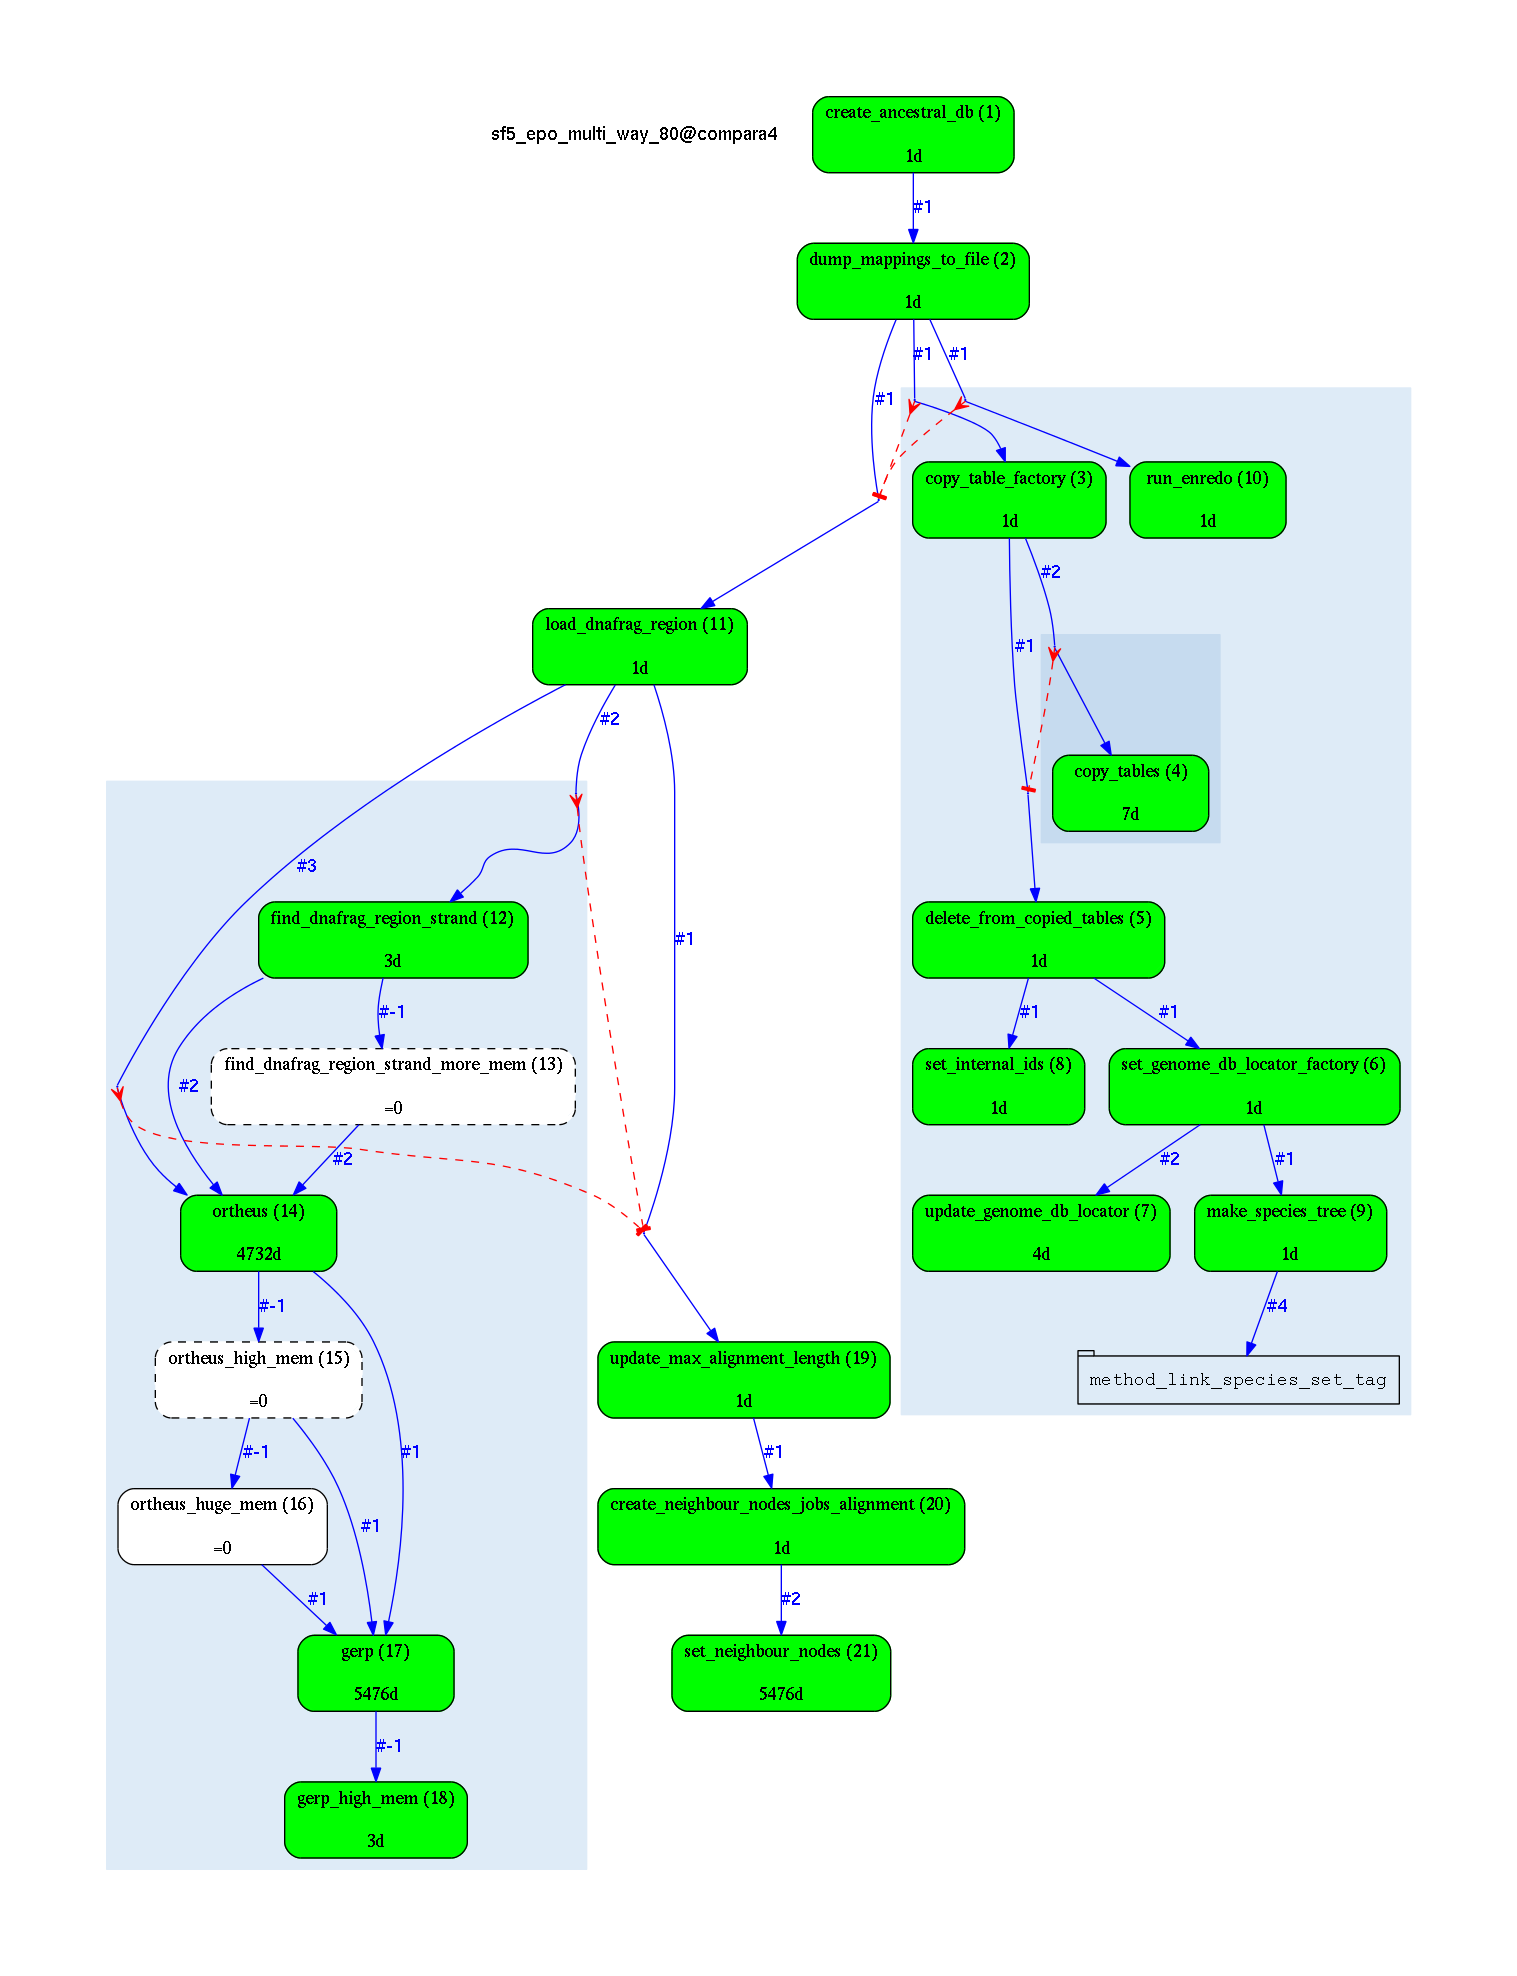 create_ancestral_db (1)
sf5_epo_multi_way_80@compara4
1d
#1
dump_mappings_to_file (2)
1d
#1
#1
#1
copy_table_factory (3)
1d
run_enredo (10)
1d
#2
load_dnafrag_region (11)
1d
#1
#2
copy_tables (4)
7d
#3
find_dnafrag_region_strand (12)
3d
#1
delete_from_copied_tables (5)
1d
#-1
#1
#1
find_dnafrag_region_strand_more_mem (13)
=0
#2
set_internal_ids (8)
1d
set_genome_db_locator_factory (6)
1d
#2
#2
#1
ortheus (14)
4732d
update_genome_db_locator (7)
4d
make_species_tree (9)
1d
#-1
#4
ortheus_high_mem (15)
=0
update_max_alignment_length (19)
1d
method_link_species_set_tag
#-1
#1
#1
ortheus_huge_mem (16)
=0
#1
create_neighbour_nodes_jobs_alignment (20)
1d
#1
#2
gerp (17)
5476d
set_neighbour_nodes (21)
5476d
#-1
gerp_high_mem (18)
3d